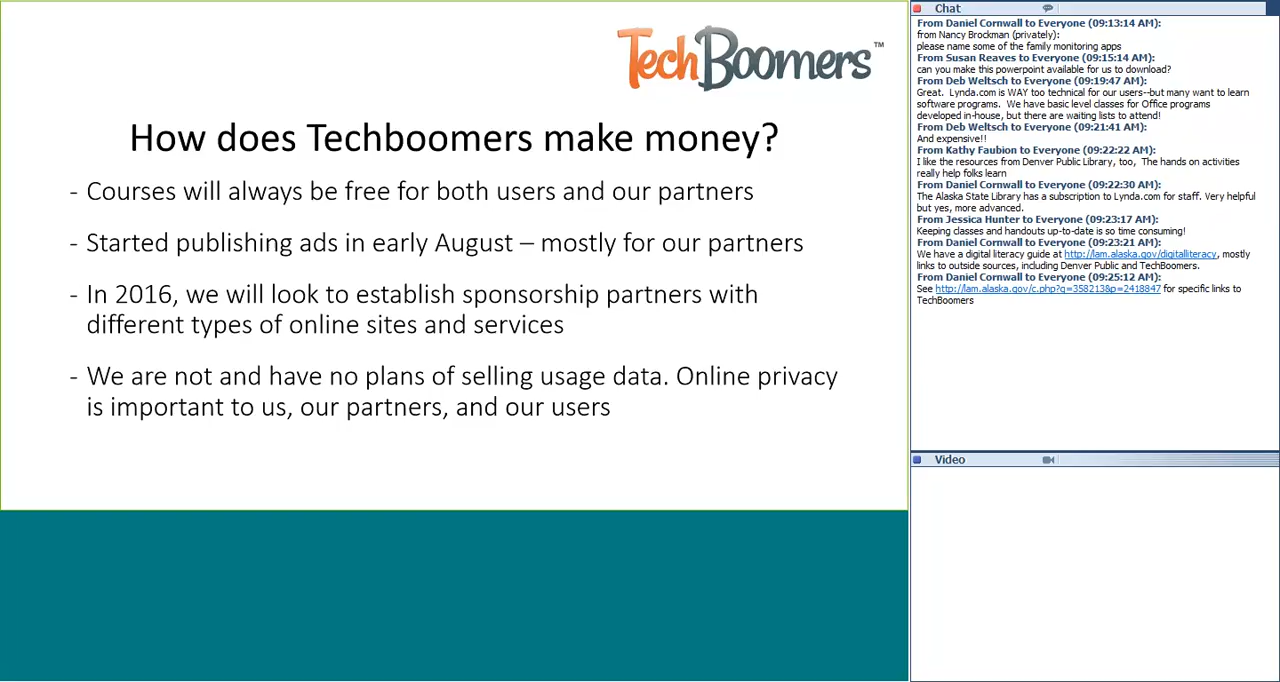 TechBoomers™
How does Techboomers make money?
- Courses will always be free for both users and our partners
- Started publishing ads in early August – mostly for our partners
- In 2016, we will look to establish sponsorship partners with
different types of online sites and services
- We are not and have no plans of selling usage data. Online privacy
is important to us, our partners, and our users
Chat
From Daniel Cornwall to Everyone (09:13:14 AM):
from Nancy Brockman (privately):
please name some of the family monitoring apps
From Susan Reaves to Everyone (09:15:14 AM):
can you make this powerpoint available for us to download?
From Deb Weltsch to Everyone (09:19:47 AM):
Great.  Lynda.com is WAY too technical for our users--but many want to learn
software programs.  We have basic level classes for Office programs
developed in-house, but there are waiting lists to attend!
From Deb Weltsch to Everyone (09:21:41 AM):
And expensive!!
From Kathy Faubion to Everyone (09:22:22 AM):
I like the resources from Denver Public Library, too,  The hands on activities
really help folks learn
From Daniel Cornwall to Everyone (09:22:30 AM):
The Alaska State Library has a subscription to Lynda.com for staff. Very helpful
but yes, more advanced.
From Jessica Hunter to Everyone (09:23:17 AM):
Keeping classes and handouts up-to-date is so time consuming!
From Daniel Cornwall to Everyone (09:23:21 AM):
We have a digital literacy guide at http://lam.alaska.gov/digitalliteracy, mostly
links to outside sources, including Denver Public and TechBoomers.
From Daniel Cornwall to Everyone (09:25:12 AM):
See http://lam.alaska.gov/c.php?g=358213&p=2418847 for specific links to
TechBoomers
Video